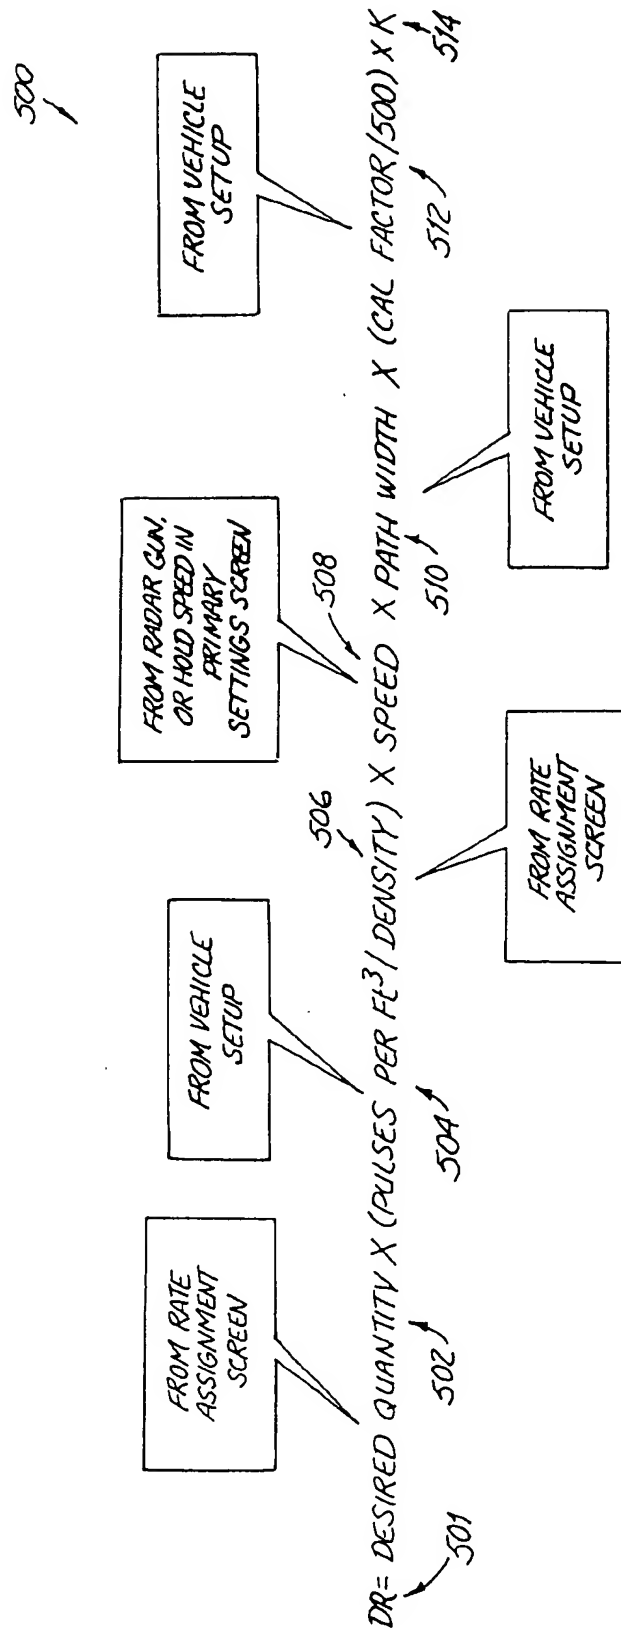 500
FROM RATE
ASSIGNMENT
SCREEN
FROM VEHICLE
SETUP
FROM RADAR GUN,
OR HOLD SPEED IN
PRIMARY
SETTINGS SCREEN
FROM VEHICLE
SETUP
506
508
DR= DESIRED QUANTITY X (PULSES PER Ft³/ DENSITY) X SPEED X PATH WIDTH X (CAL FACTOR/500) X K
501
502
504
510
512
514
FROM RATE
ASSIGNMENT
SCREEN
FROM VEHICLE
SETUP